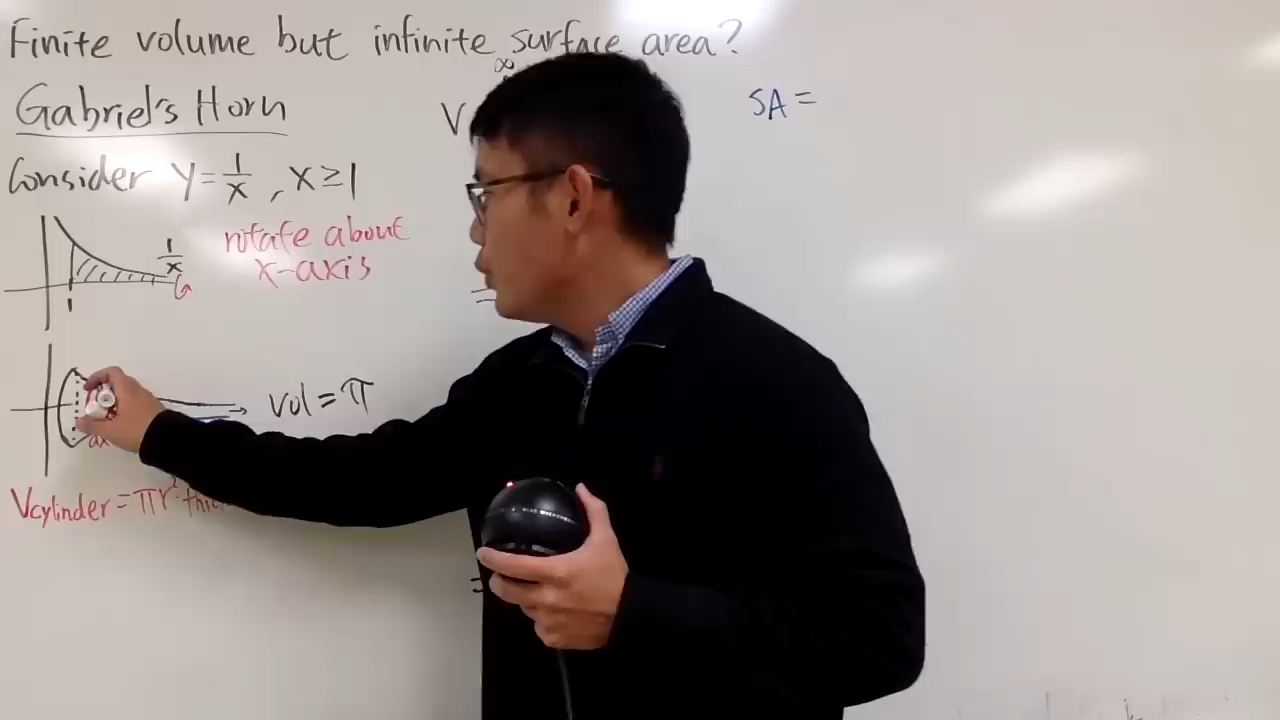 Finite volume but infinite surface area?
Gabriel's Horn
Consider y = 1/x , x ≥ 1
rotate about
x-axis
1/x
1
vol = π
Vcylinder = πr²·
∞
V
SA =